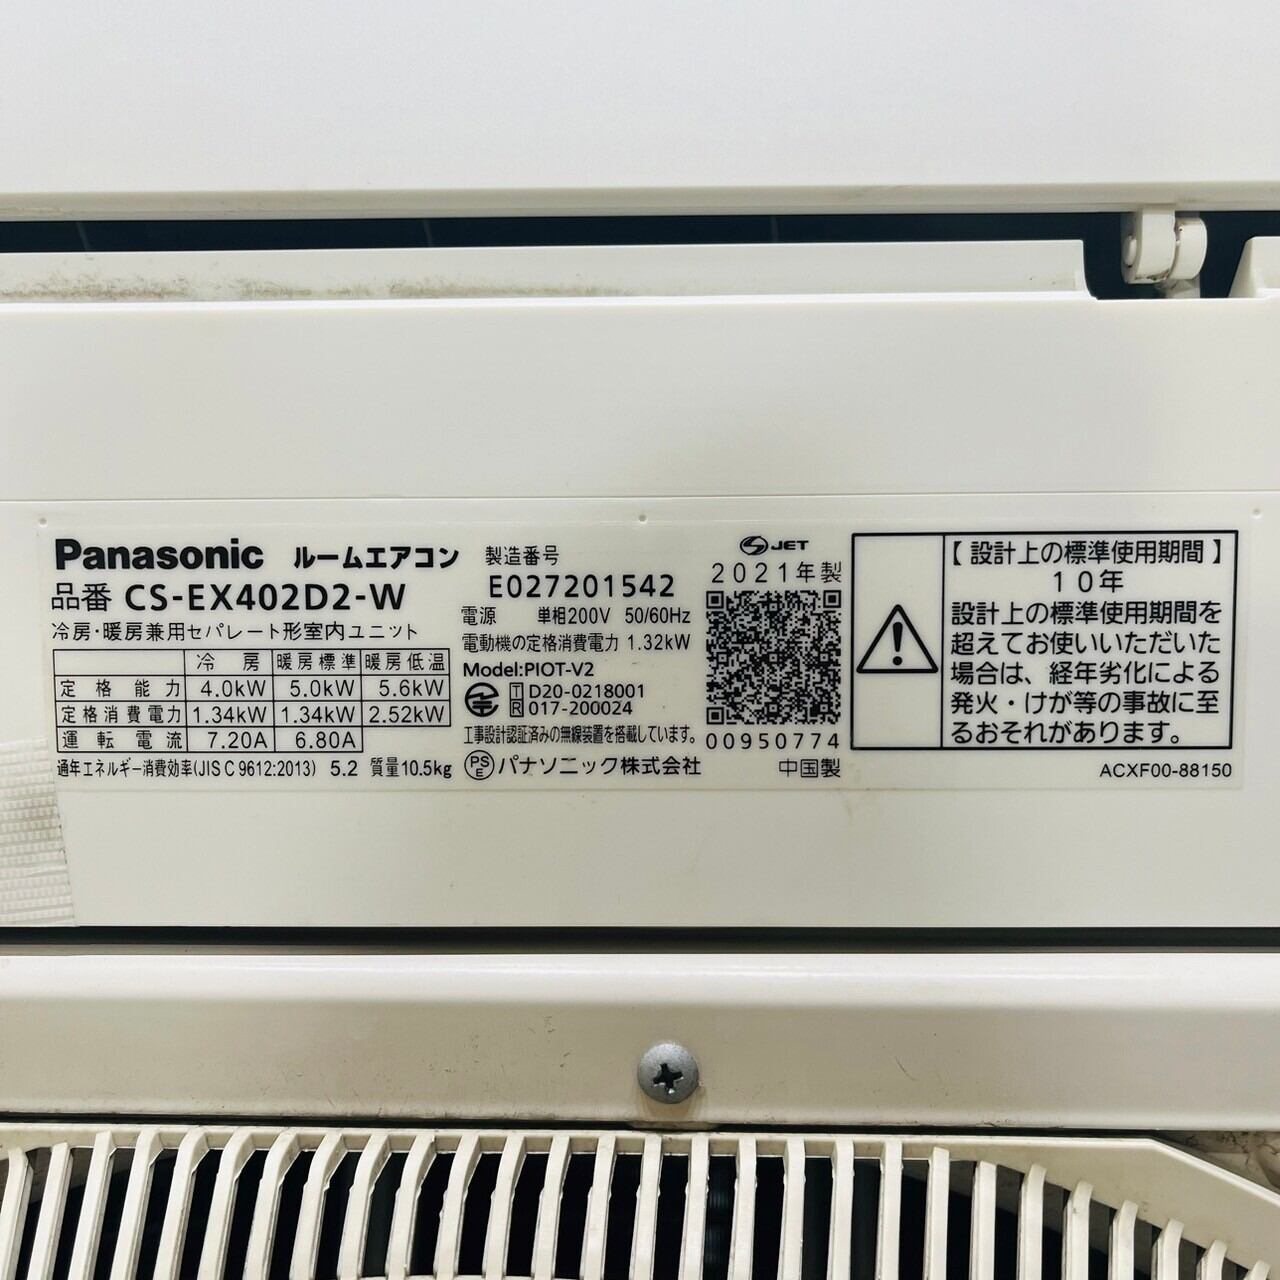 Panasonic ルームエアコン
品番 CS-EX402D2-W
冷房・暖房兼用セパレート形室内ユニット
冷房 暖房標準 暖房低温
定格能力 4.0kW 5.0kW 5.6kW
定格消費電力 1.34kW 1.34kW 2.52kW
運転電流 7.20A 6.80A
通年エネルギー消費効率(JIS C 9612:2013) 5.2 質量10.5kg
製造番号
E027201542
電源 単相200V 50/60Hz
電動機の定格消費電力 1.32kW
Model:PIOT-V2
T D20-0218001
R 017-200024
工事設計認証済みの無線装置を搭載しています。
PSE パナソニック株式会社
JET
2021年製
00950774
中国製
【設計上の標準使用期間】
10年
設計上の標準使用期間を
超えてお使いいただいた
場合は、経年劣化による
発火・けが等の事故に至
るおそれがあります。
ACXF00-88150